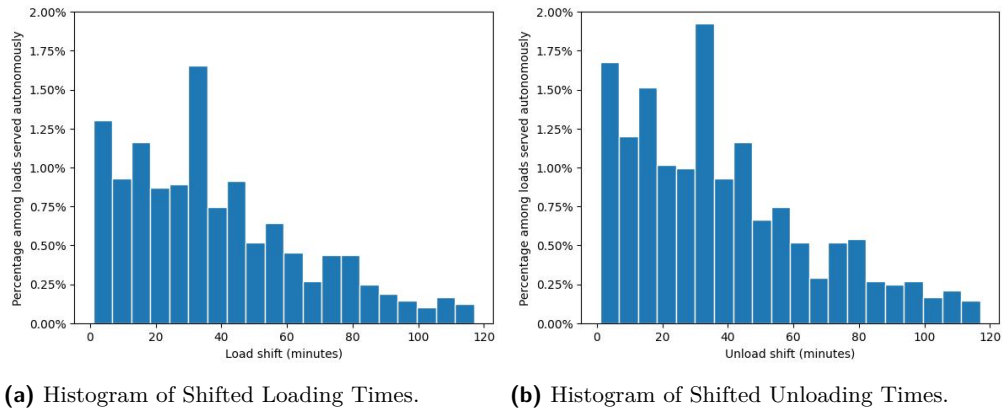 2.00%
1.75%
1.50%
1.25%
1.00%
0.75%
0.50%
0.25%
0.00%
Percentage among loads served autonomously
0 20 40 60 80 100 120
Load shift (minutes)
(a) Histogram of Shifted Loading Times.
2.00%
1.75%
1.50%
1.25%
1.00%
0.75%
0.50%
0.25%
0.00%
Percentage among loads served autonomously
0 20 40 60 80 100 120
Unload shift (minutes)
(b) Histogram of Shifted Unloading Times.